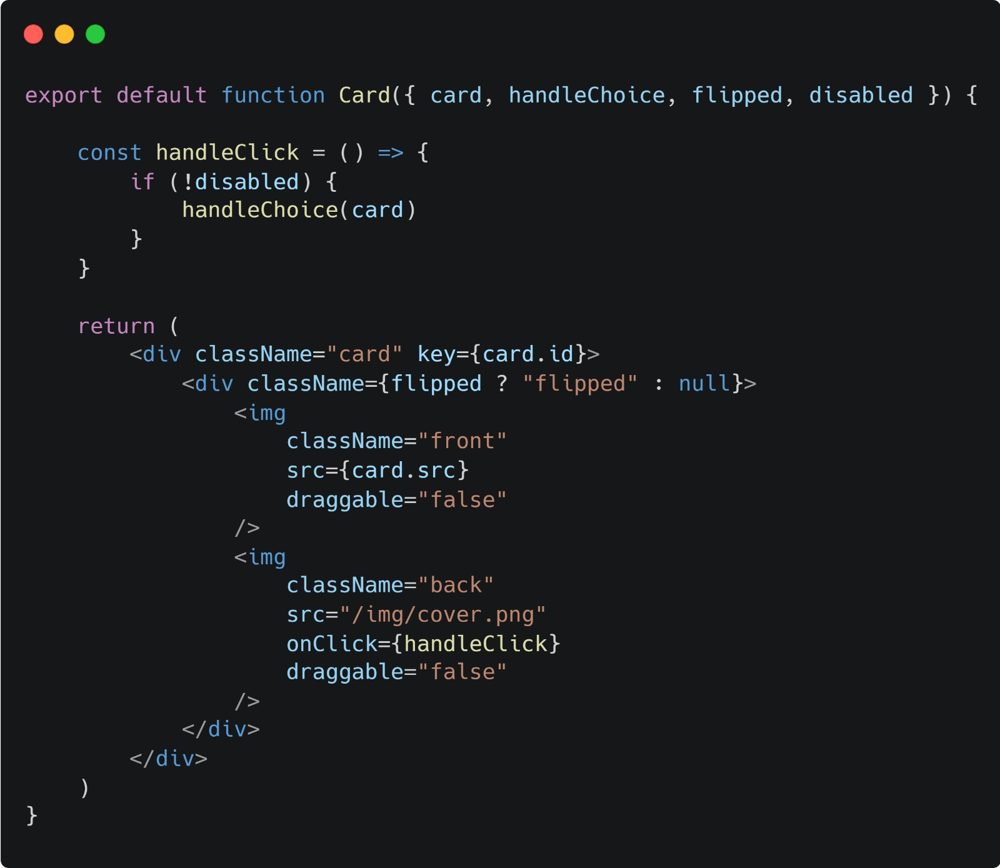 export default function Card({ card, handleChoice, flipped, disabled }) {

    const handleClick = () => {
        if (!disabled) {
            handleChoice(card)
        }
    }

    return (
        <div className="card" key={card.id}>
            <div className={flipped ? "flipped" : null}>
                <img
                    className="front"
                    src={card.src}
                    draggable="false"
                />
                <img
                    className="back"
                    src="/img/cover.png"
                    onClick={handleClick}
                    draggable="false"
                />
            </div>
        </div>
    )
}